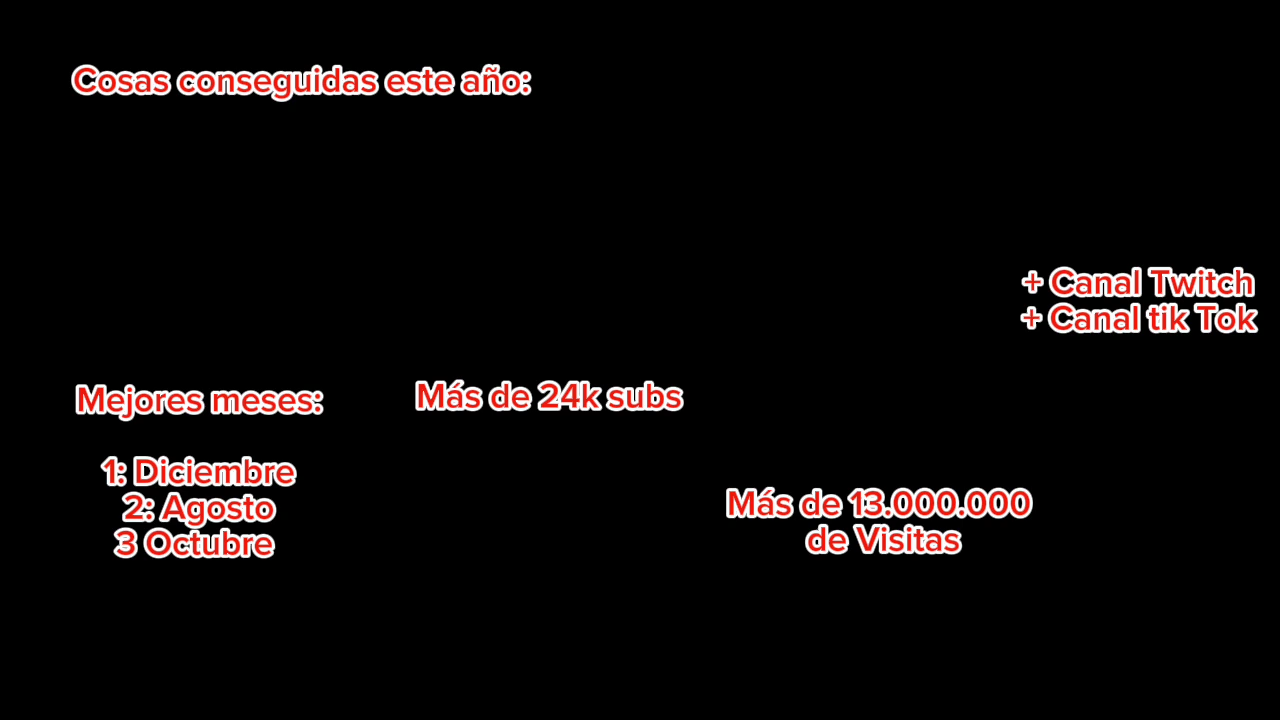 Cosas conseguidas este año:
+ Canal Twitch
+ Canal tik Tok
Mejores meses:
1: Diciembre
2: Agosto
3 Octubre
Más de 24k subs
Más de 13.000.000
de Visitas